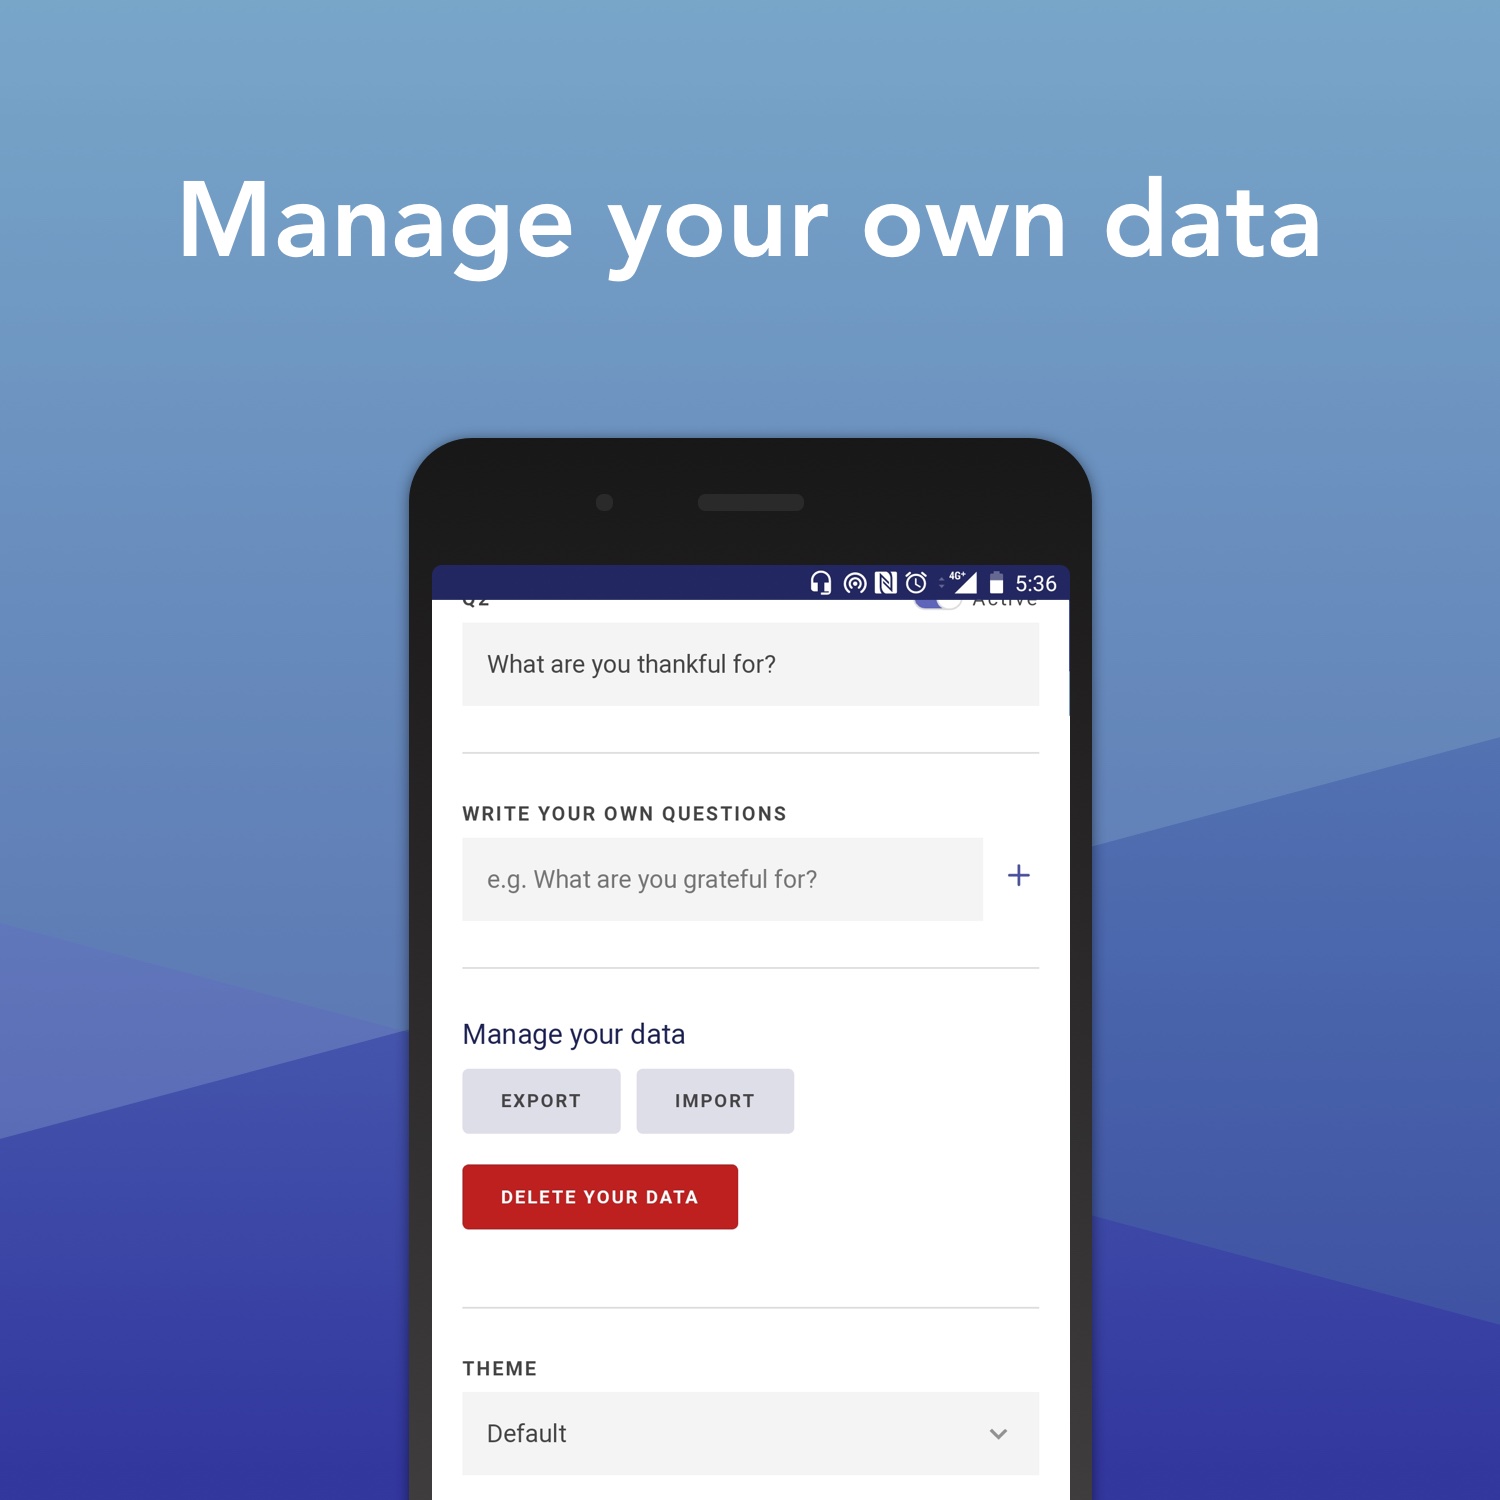 Manage your own data
4G+
5:36
Q2
Active
What are you thankful for?
WRITE YOUR OWN QUESTIONS
e.g. What are you grateful for?
+
Manage your data
EXPORT
IMPORT
DELETE YOUR DATA
THEME
Default